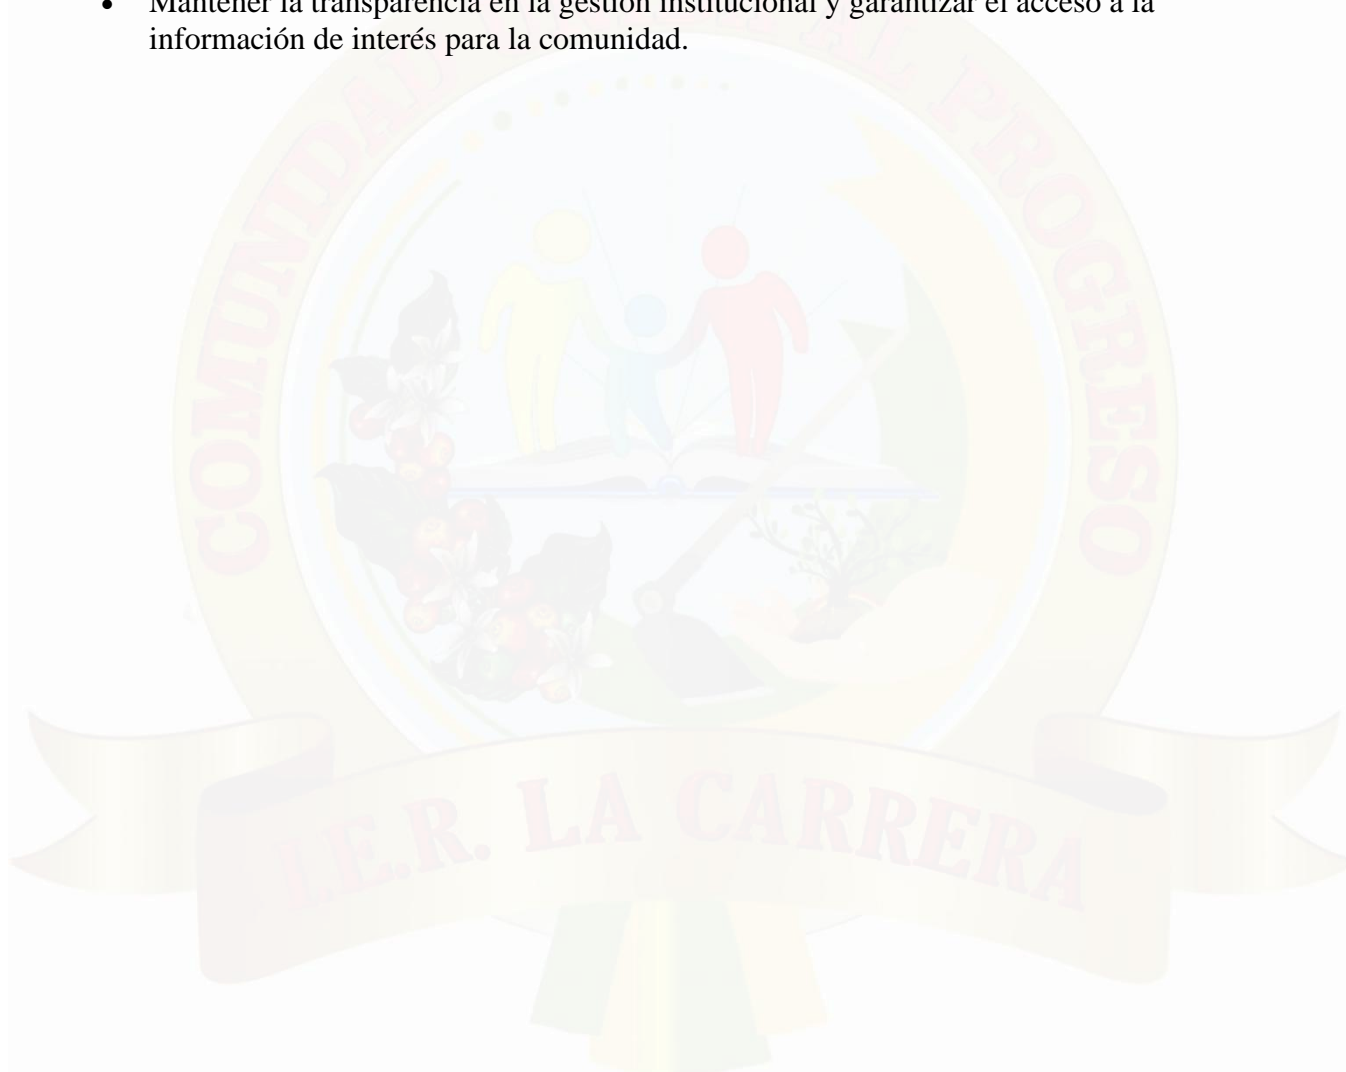 • Mantener la transparencia en la gestión institucional y garantizar el acceso a la
información de interés para la comunidad.
COMUNIDAD
PROGRESO
I.E.R. LA CARRERA